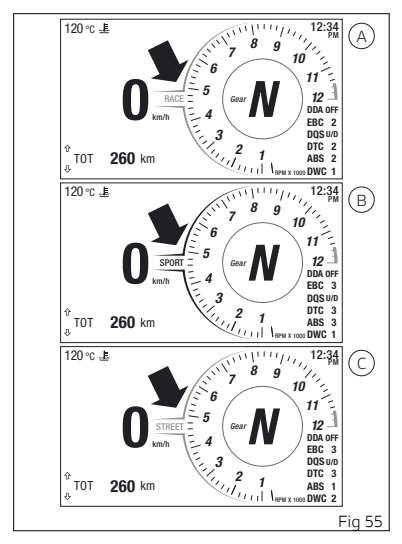 120 °C
12:34
PM
A
RACE
0
km/h
Gear
N
1
2
3
4
5
6
7
8
9
10
11
12
RPM X 1000
DDA OFF
EBC 2
DQS U/D
DTC 2
ABS 2
DWC 1
TOT 260 km
120 °C
12:34
PM
B
SPORT
0
km/h
Gear
N
1
2
3
4
5
6
7
8
9
10
11
12
RPM X 1000
DDA OFF
EBC 3
DQS U/D
DTC 3
ABS 3
DWC 1
TOT 260 km
120 °C
12:34
PM
C
STREET
0
km/h
Gear
N
1
2
3
4
5
6
7
8
9
10
11
12
RPM X 1000
DDA OFF
EBC 3
DQS U/D
DTC 3
ABS 1
DWC 2
TOT 260 km
Fig 55